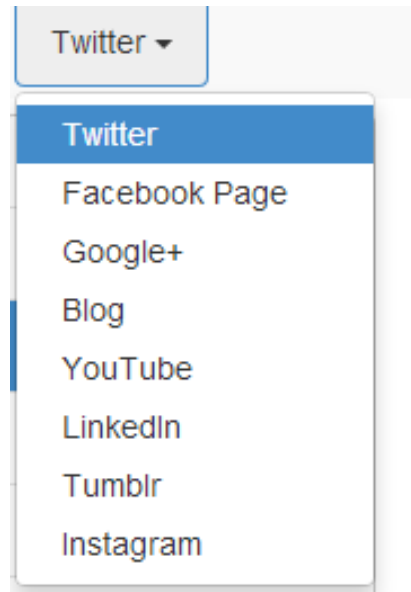 Twitter
Twitter
Facebook Page
Google+
Blog
YouTube
LinkedIn
Tumblr
Instagram